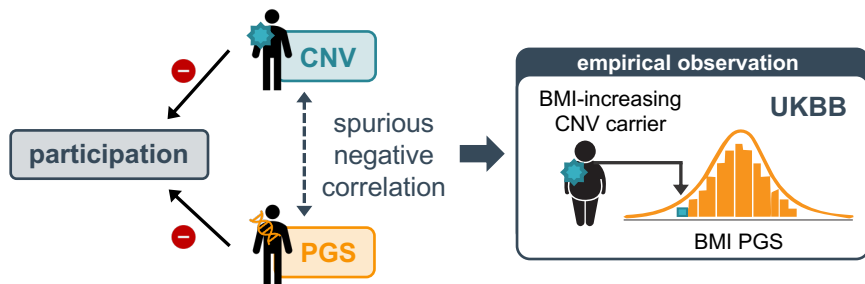 CNV
participation
spurious
negative
correlation
PGS
empirical observation
BMI-increasing
CNV carrier
UKBB
BMI PGS